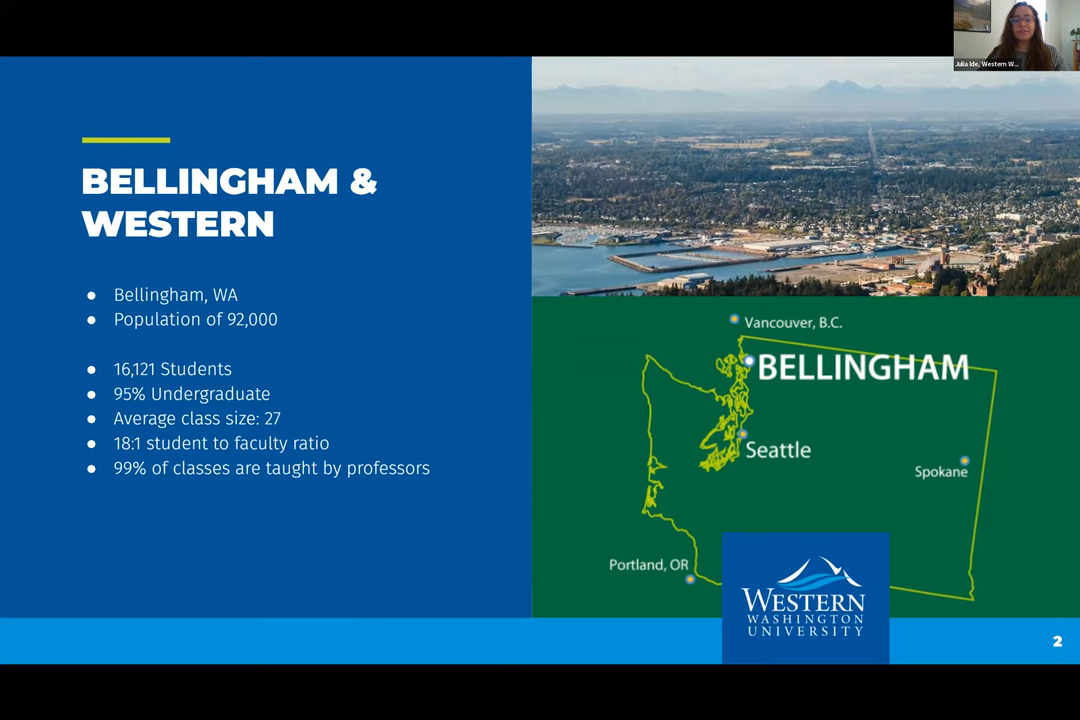 Julia Ide, Western W...
BELLINGHAM &
WESTERN
● Bellingham, WA
● Population of 92,000
● 16,121 Students
● 95% Undergraduate
● Average class size: 27
● 18:1 student to faculty ratio
● 99% of classes are taught by professors
Vancouver, B.C.
BELLINGHAM
Seattle
Spokane
Portland, OR
WESTERN
WASHINGTON
UNIVERSITY
2